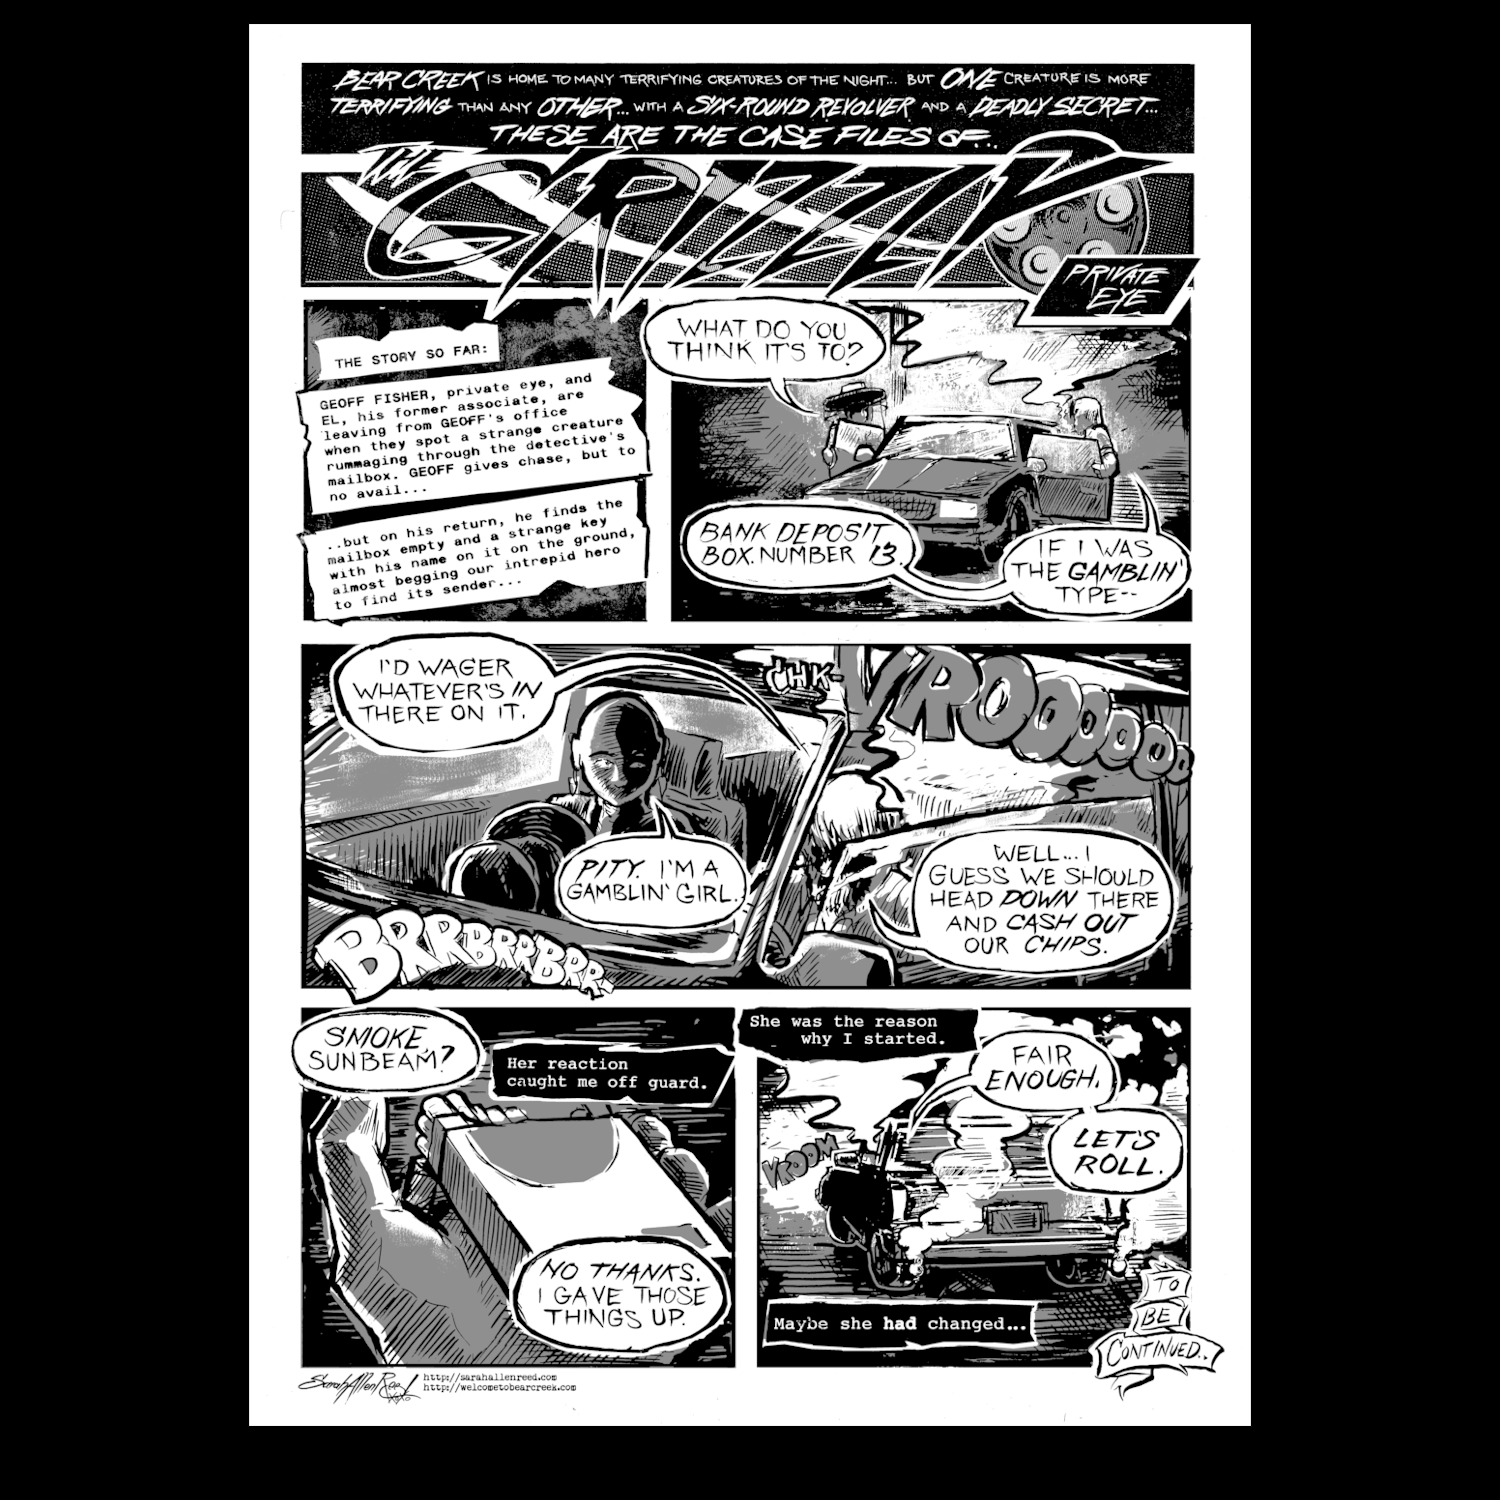 BEAR CREEK IS HOME TO MANY TERRIFYING CREATURES OF THE NIGHT... BUT ONE CREATURE IS MORE
TERRIFYING THAN ANY OTHER... WITH A SIX-ROUND REVOLVER AND A DEADLY SECRET...
THESE ARE THE CASE FILES OF...
THE
GRIZZLY
PRIVATE
EYE
THE STORY SO FAR:
GEOFF FISHER, private eye, and
EL, his former associate, are
leaving from GEOFF's office
when they spot a strange creature
rummaging through the detective's
mailbox. GEOFF gives chase, but to
no avail...
..but on his return, he finds the
mailbox empty and a strange key
with his name on it on the ground,
almost begging our intrepid hero
to find its sender...
WHAT DO YOU
THINK IT'S TO?
BANK DEPOSIT
BOX. NUMBER 13.
IF I WAS
THE GAMBLIN'
TYPE--
I'D WAGER
WHATEVER'S IN
THERE ON IT.
CHK-
VROOOOOOO
PITY. I'M A
GAMBLIN' GIRL.
WELL... I
GUESS WE SHOULD
HEAD DOWN THERE
AND CASH OUT
OUR CHIPS.
BRRRBRRRBRR
SMOKE,
SUNBEAM?
Her reaction
caught me off guard.
NO THANKS.
I GAVE THOSE
THINGS UP.
She was the reason
why I started.
FAIR
ENOUGH.
LET'S
ROLL.
VROOM
Maybe she had changed...
TO
BE
CONTINUED..
Sarah Allen Reed
http://sarahallenreed.com
http://welcometobearcreek.com